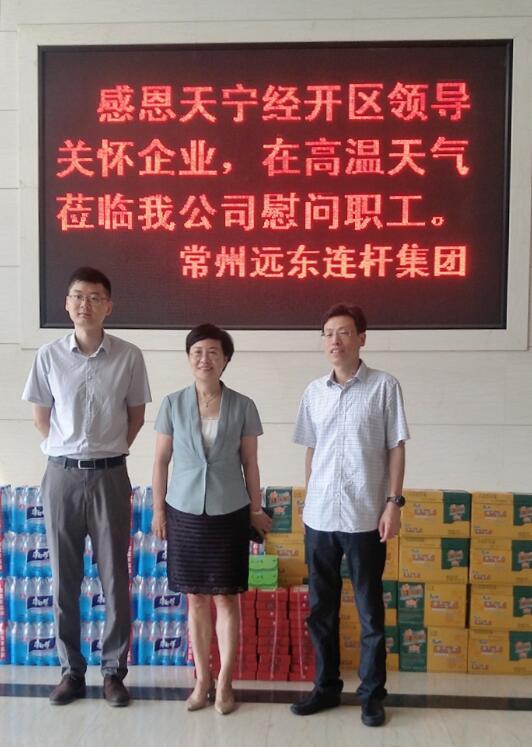 感恩天宁经开区领导
关怀企业，在高温天气
莅临我公司慰问职工。
常州远东连杆集团